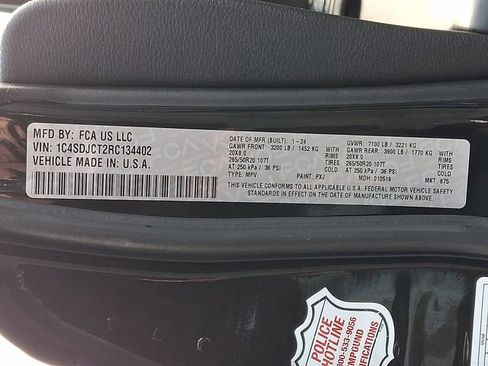 MFD BY: FCA US LLC
VIN: 1C4SDJCT2RC134402
VEHICLE MADE IN: U.S.A.
DATE OF MFR (BUILT): 1-24 GVWR: 7100 LB / 3221 KG
GAWR FRONT: 3200 LB / 1452 KG GAWR REAR: 3900 LB / 1770 KG
20X8.0 RIMS 20X8.0 RIMS
265/50R20 107T TIRES 265/50R20 107T TIRES
AT 250 kPa / 36 PSI COLD AT 250 kPa / 36 PSI COLD
TYPE: MPV PAINT: PXJ MDH: 010516 MKT: 875
THIS VEHICLE CONFORMS TO ALL APPLICABLE U.S.A. FEDERAL MOTOR VEHICLE SAFETY
STANDARDS IN EFFECT ON THE DATE OF MANUFACTURE SHOWN ABOVE.
POLICE
HOTLINE
800-533-9056